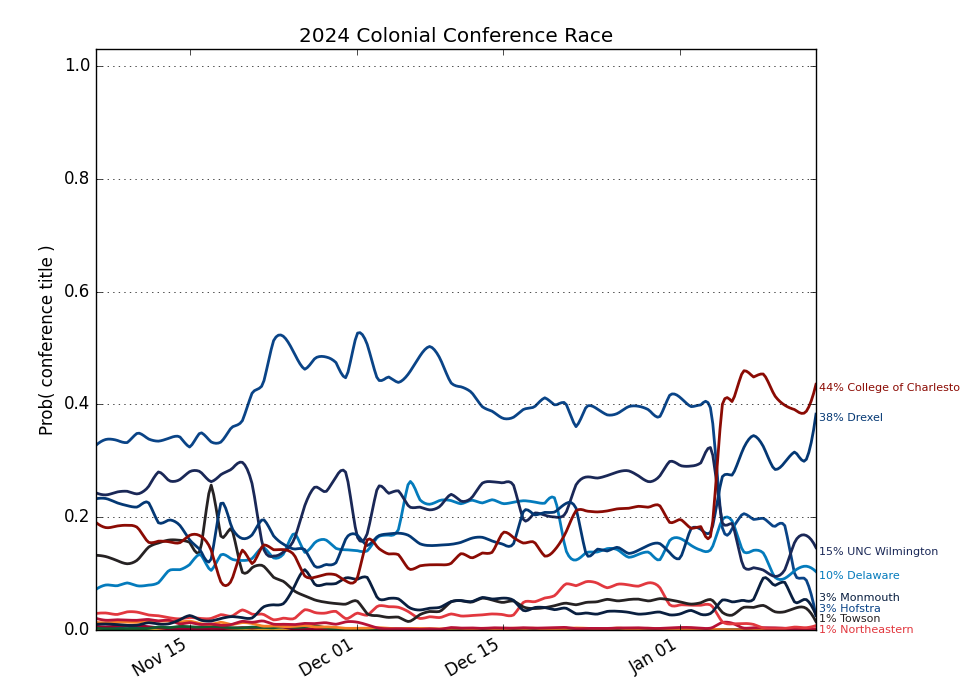 2024 Colonial Conference Race
Prob( conference title )
1.0
0.8
0.6
0.4
0.2
0.0
Nov 15
Dec 01
Dec 15
Jan 01
44% College of Charlesto
38% Drexel
15% UNC Wilmington
10% Delaware
3% Monmouth
3% Hofstra
1% Towson
1% Northeastern